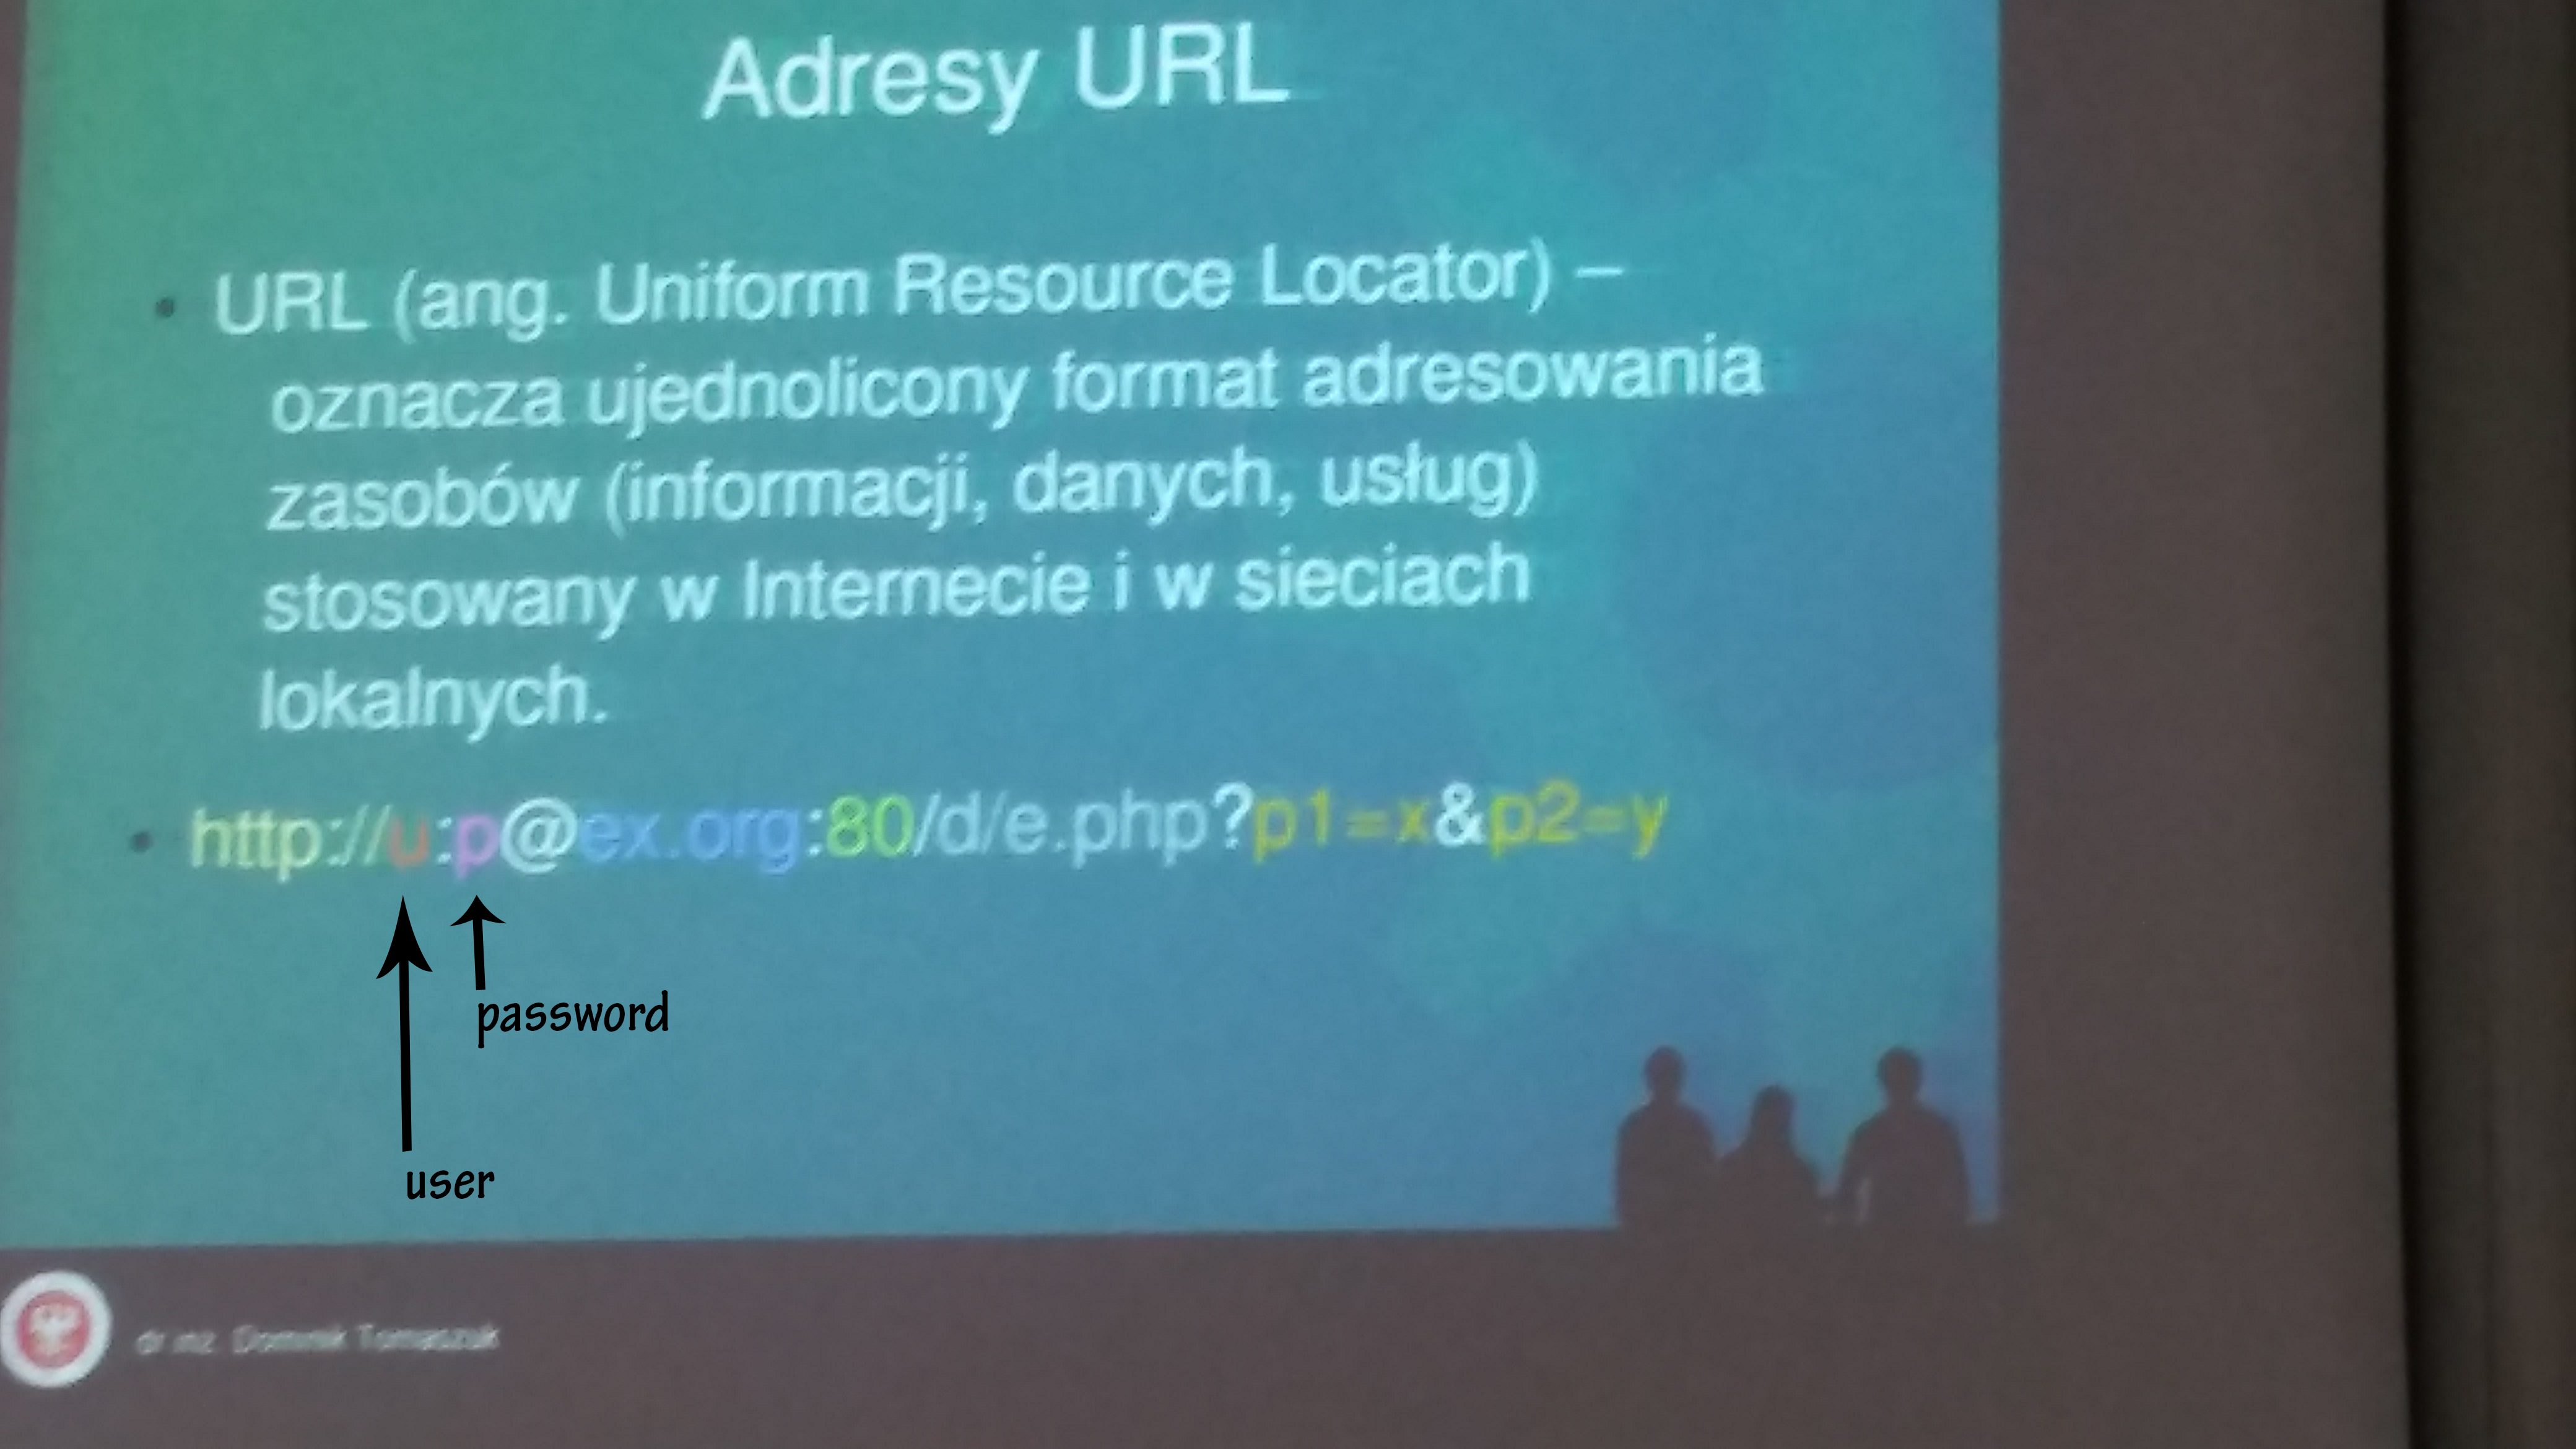 Adresy URL
• URL (ang. Uniform Resource Locator) –
oznacza ujednolicony format adresowania
zasobów (informacji, danych, usług)
stosowany w Internecie i w sieciach
lokalnych.
• http://u:p@ex.org:80/d/e.php?p1=x&p2=y
password
user
dr inż. Dominik Tomaszuk